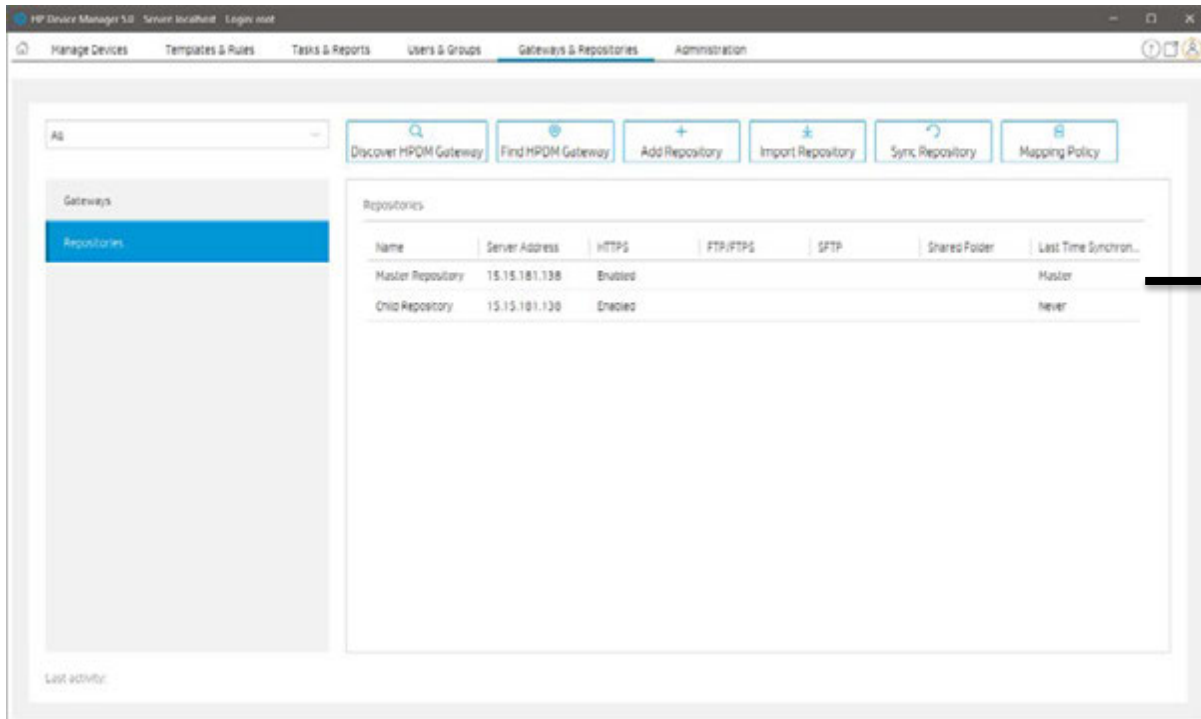 HP Device Manager 5.0 Server localhost Login root
Manage Devices Templates & Rules Tasks & Reports Users & Groups Gateways & Repositories Administration
All
Discover HPDM Gateway Find HPDM Gateway Add Repository Import Repository Sync Repository Mapping Policy
Gateways
Repositories
Repositories
Name Server Address HTTPS FTP/FTPS SFTP Shared Folder Last Time Synchron...
Master Repository 15.15.181.138 Enabled Master
Child Repository 15.15.181.138 Enabled Never
Last activity: